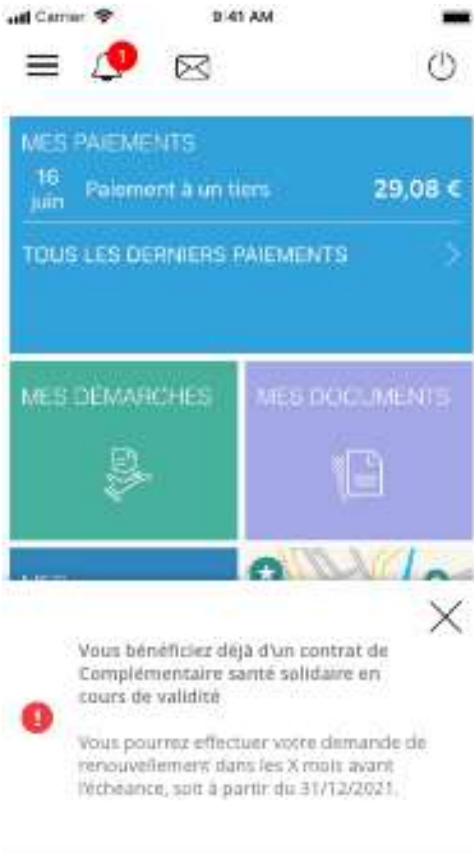 Carrier 9:41 AM
1
MES PAIEMENTS
16
juin
Paiement à un tiers
29,08 €
TOUS LES DERNIERS PAIEMENTS
MES DÉMARCHES
MES DOCUMENTS
MES
Vous bénéficiez déjà d'un contrat de
Complémentaire santé solidaire en
cours de validité
Vous pourrez effectuer votre demande de
renouvellement dans les X mois avant
l'échéance, soit à partir du 31/12/2021.